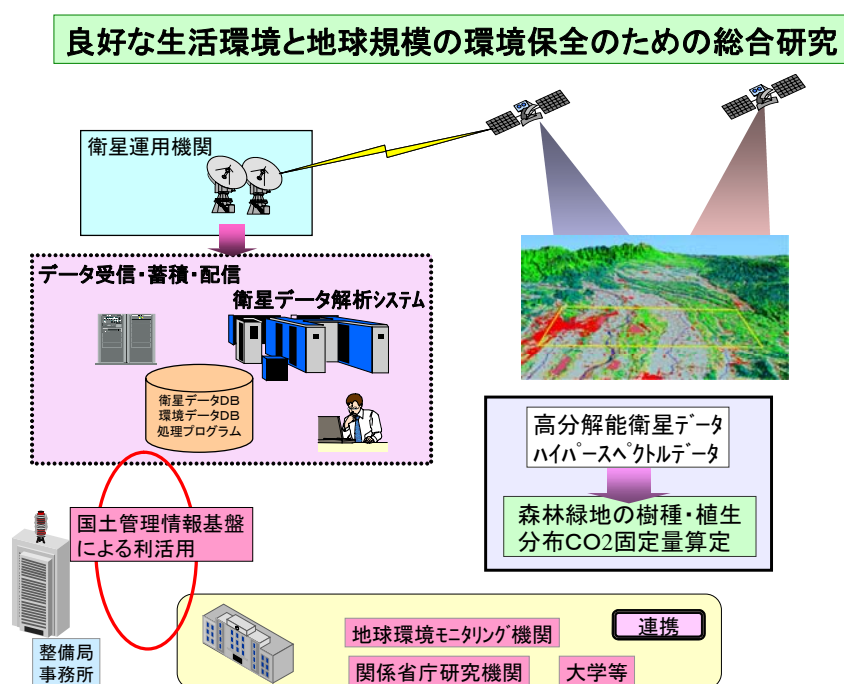 良好な生活環境と地球規模の環境保全のための総合研究
衛星運用機関
データ受信・蓄積・配信
衛星データ解析システム
衛星データDB
環境データDB
処理プログラム
高分解能衛星データ
ハイパースペクトルデータ
森林緑地の樹種・植生
分布CO2固定量算定
国土管理情報基盤
による利活用
整備局
事務所
連携
地球環境モニタリング機関
関係省庁研究機関
大学等